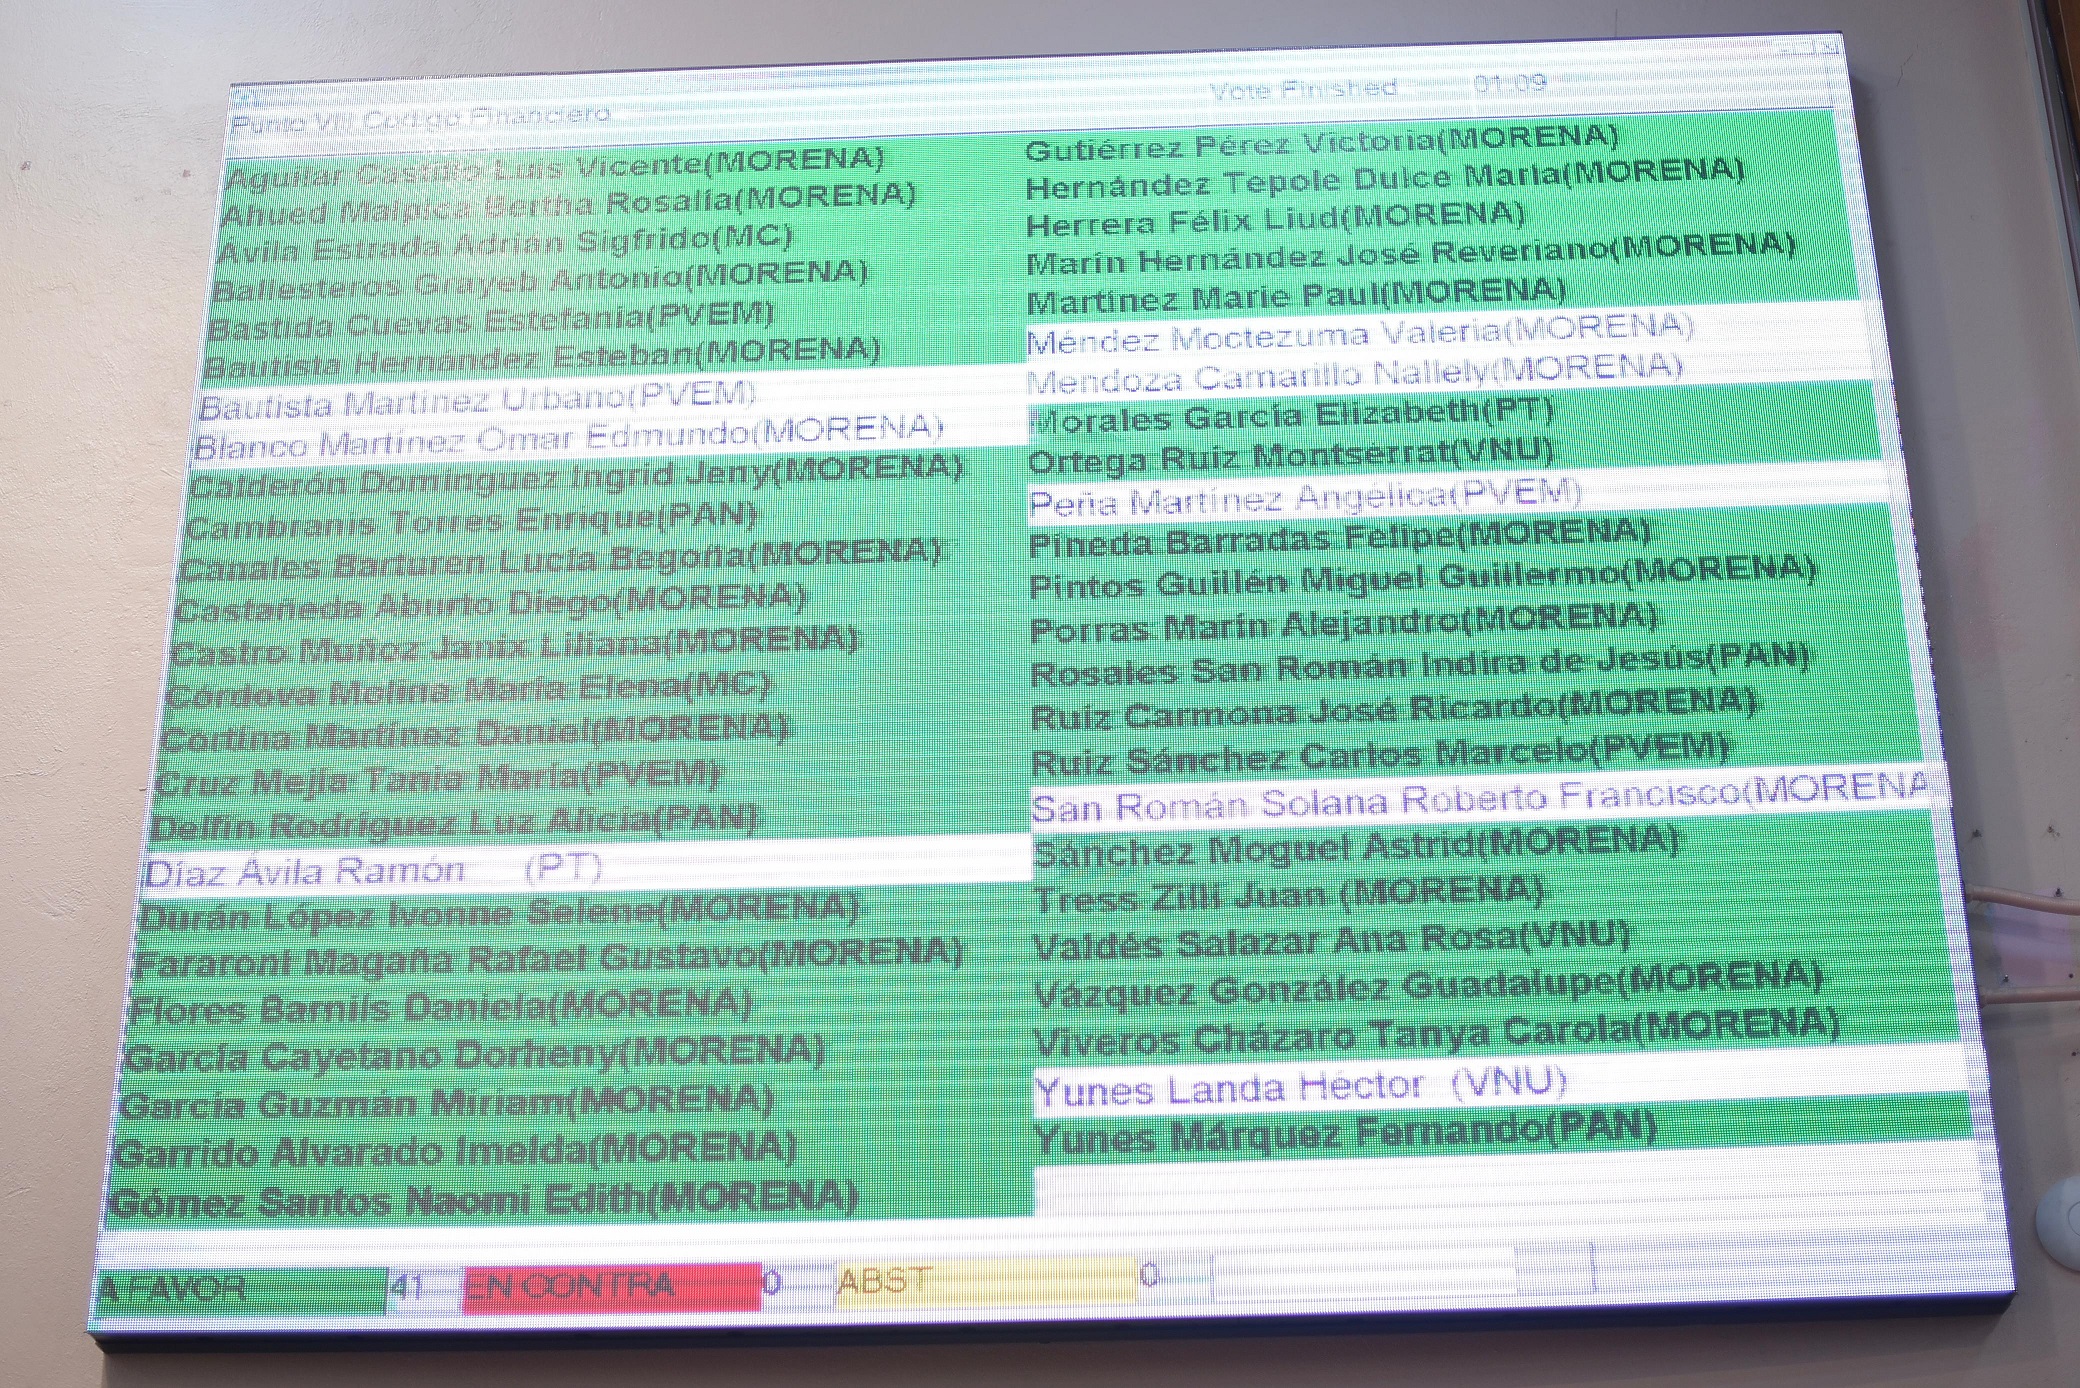 Punto VIII Codigo Financiero
Vote Finished 01:09
Aguilar Castillo Luis Vicente(MORENA)
Ahued Malpica Bertha Rosalía(MORENA)
Avila Estrada Adrián Sigfrido(MC)
Ballesteros Grayeb Antonio(MORENA)
Bastida Cuevas Estefanía(PVEM)
Bautista Hernández Esteban(MORENA)
Bautista Martínez Urbano(PVEM)
Blanco Martínez Omar Edmundo(MORENA)
Calderón Domínguez Ingrid Jeny(MORENA)
Cambranis Torres Enrique(PAN)
Canales Barturen Lucía Begoña(MORENA)
Castañeda Aburto Diego(MORENA)
Castro Muñoz Janix Liliana(MORENA)
Córdova Molina María Elena(MC)
Cortina Martínez Daniel(MORENA)
Cruz Mejía Tania María(PVEM)
Delfín Rodríguez Luz Alicia(PAN)
Díaz Ávila Ramón (PT)
Durán López Ivonne Selene(MORENA)
Fararoni Magaña Rafael Gustavo(MORENA)
Flores Barnils Daniela(MORENA)
García Cayetano Dorheny(MORENA)
García Guzmán Miriam(MORENA)
Garrido Alvarado Imelda(MORENA)
Gómez Santos Naomi Edith(MORENA)
Gutiérrez Pérez Victoria(MORENA)
Hernández Tepole Dulce María(MORENA)
Herrera Félix Liud(MORENA)
Marín Hernández José Reveriano(MORENA)
Martínez Marie Paul(MORENA)
Méndez Moctezuma Valeria(MORENA)
Mendoza Camarillo Nallely(MORENA)
Morales García Elizabeth(PT)
Ortega Ruiz Montserrat(VNU)
Peña Martínez Angélica(PVEM)
Pineda Barradas Felipe(MORENA)
Pintos Guillén Miguel Guillermo(MORENA)
Porras Marín Alejandro(MORENA)
Rosales San Román Indira de Jesús(PAN)
Ruiz Carmona José Ricardo(MORENA)
Ruiz Sánchez Carlos Marcelo(PVEM)
San Román Solana Roberto Francisco(MORENA
Sánchez Moguel Astrid(MORENA)
Tress Zilli Juan (MORENA)
Valdés Salazar Ana Rosa(VNU)
Vázquez González Guadalupe(MORENA)
Viveros Cházaro Tanya Carola(MORENA)
Yunes Landa Héctor (VNU)
Yunes Márquez Fernando(PAN)
A FAVOR 41 EN CONTRA 0 ABST 0